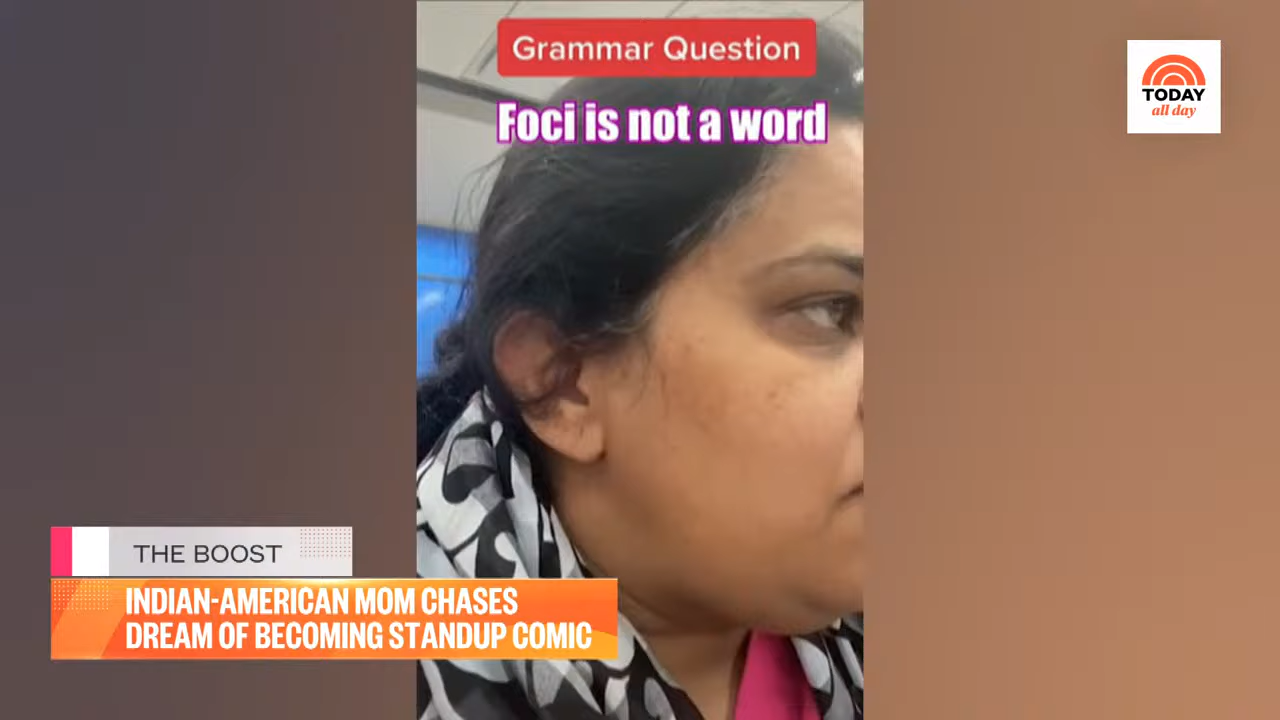 Grammar Question
Foci is not a word
TODAY
all day
THE BOOST
INDIAN-AMERICAN MOM CHASES
DREAM OF BECOMING STANDUP COMIC